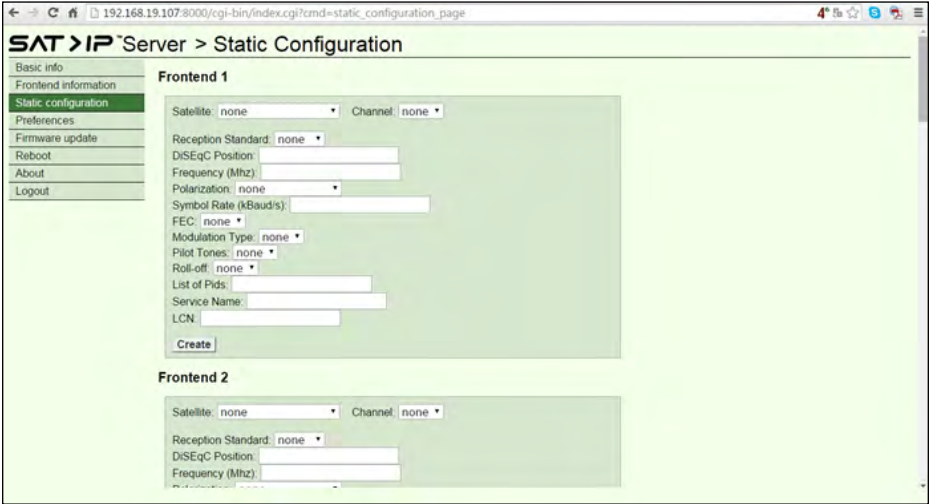 192.168.19.107:8000/cgi-bin/index.cgi?cmd=static_configuration_page
SAT>IP™Server > Static Configuration
Basic info
Frontend information
Static configuration
Preferences
Firmware update
Reboot
About
Logout
Frontend 1
Satellite: none Channel: none
Reception Standard: none
DiSEqC Position:
Frequency (Mhz):
Polarization: none
Symbol Rate (kBaud/s):
FEC: none
Modulation Type: none
Pilot Tones: none
Roll-off: none
List of Pids:
Service Name:
LCN:
Create
Frontend 2
Satellite: none Channel: none
Reception Standard: none
DiSEqC Position:
Frequency (Mhz):